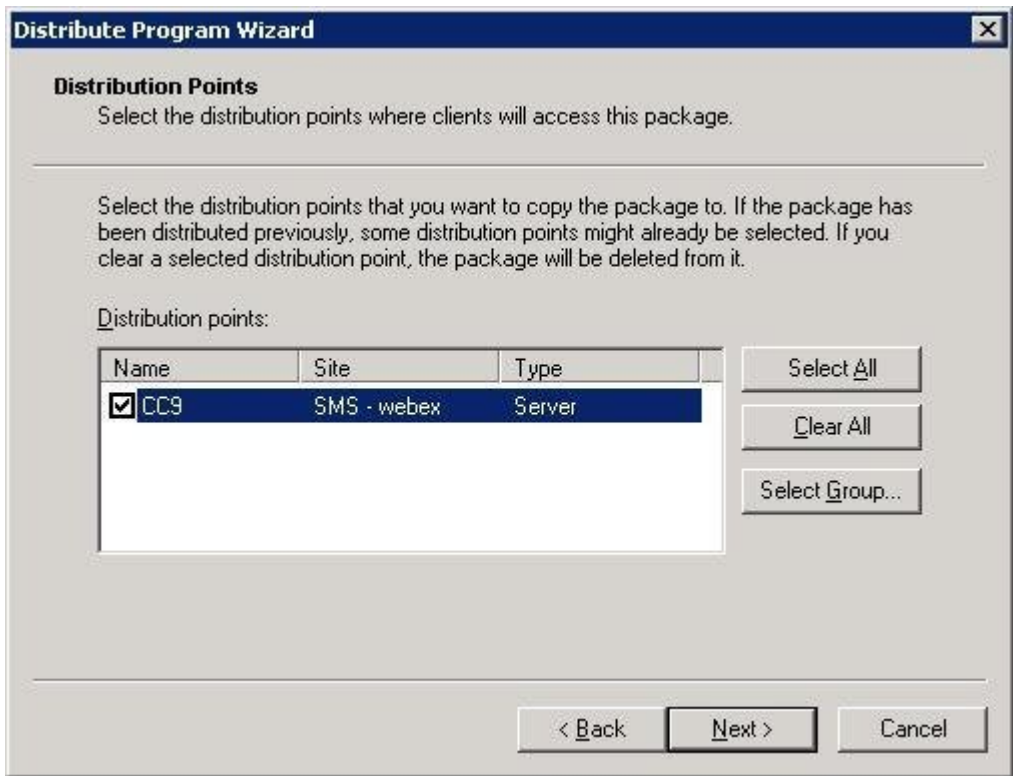 Distribute Program Wizard
Distribution Points
Select the distribution points where clients will access this package.
Select the distribution points that you want to copy the package to. If the package has
been distributed previously, some distribution points might already be selected. If you
clear a selected distribution point, the package will be deleted from it.
Distribution points:
Name Site Type
CC9 SMS - webex Server
Select All
Clear All
Select Group...
< Back Next > Cancel